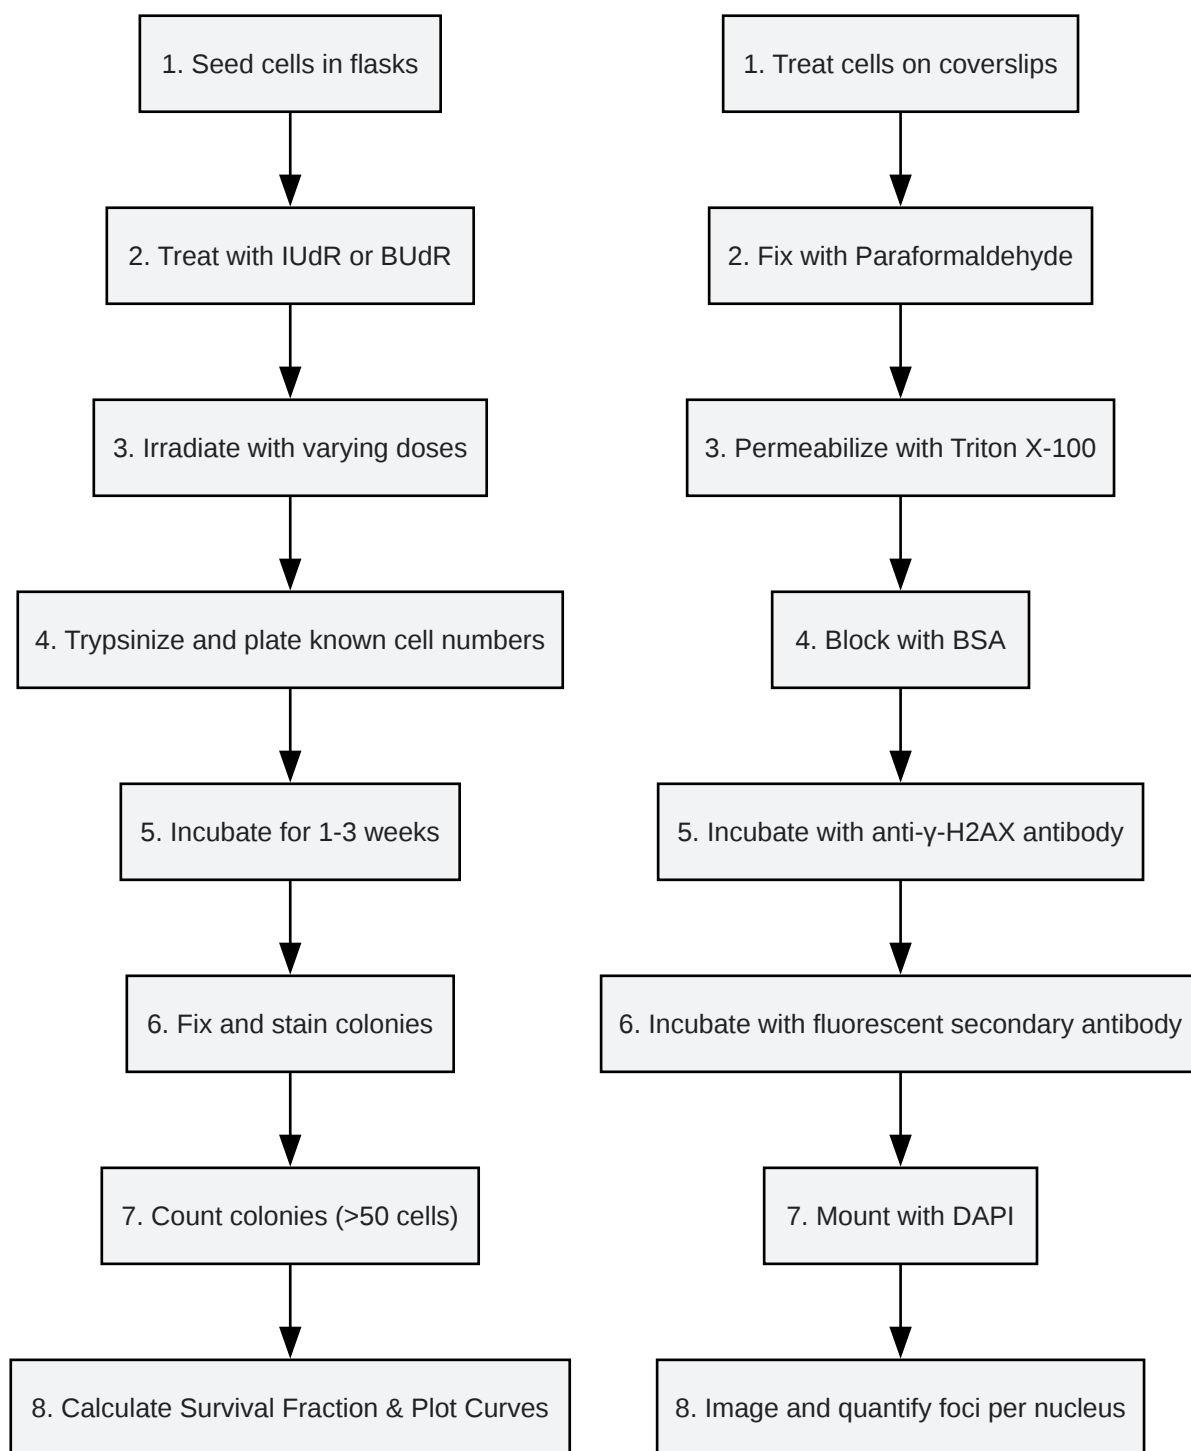 1. Seed cells in flasks
2. Treat with IUdR or BUdR
3. Irradiate with varying doses
4. Trypsinize and plate known cell numbers
5. Incubate for 1-3 weeks
6. Fix and stain colonies
7. Count colonies (>50 cells)
8. Calculate Survival Fraction & Plot Curves
1. Treat cells on coverslips
2. Fix with Paraformaldehyde
3. Permeabilize with Triton X-100
4. Block with BSA
5. Incubate with anti-γ-H2AX antibody
6. Incubate with fluorescent secondary antibody
7. Mount with DAPI
8. Image and quantify foci per nucleus